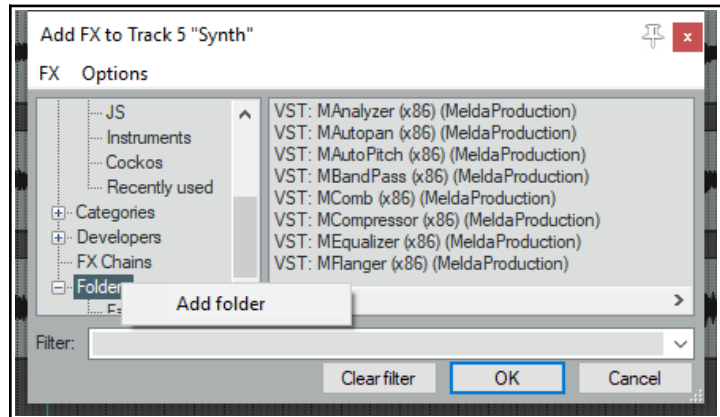 Add FX to Track 5 "Synth"
FX Options
JS
Instruments
Cockos
Recently used
Categories
Developers
FX Chains
VST: MAnalyzer (x86) (MeldaProduction)
VST: MAutopan (x86) (MeldaProduction)
VST: MAutoPitch (x86) (MeldaProduction)
VST: MBandPass (x86) (MeldaProduction)
VST: MComb (x86) (MeldaProduction)
VST: MCompressor (x86) (MeldaProduction)
VST: MEqualizer (x86) (MeldaProduction)
VST: MFlanger (x86) (MeldaProduction)
Folder
Add folder
Filter:
Clear filter OK Cancel